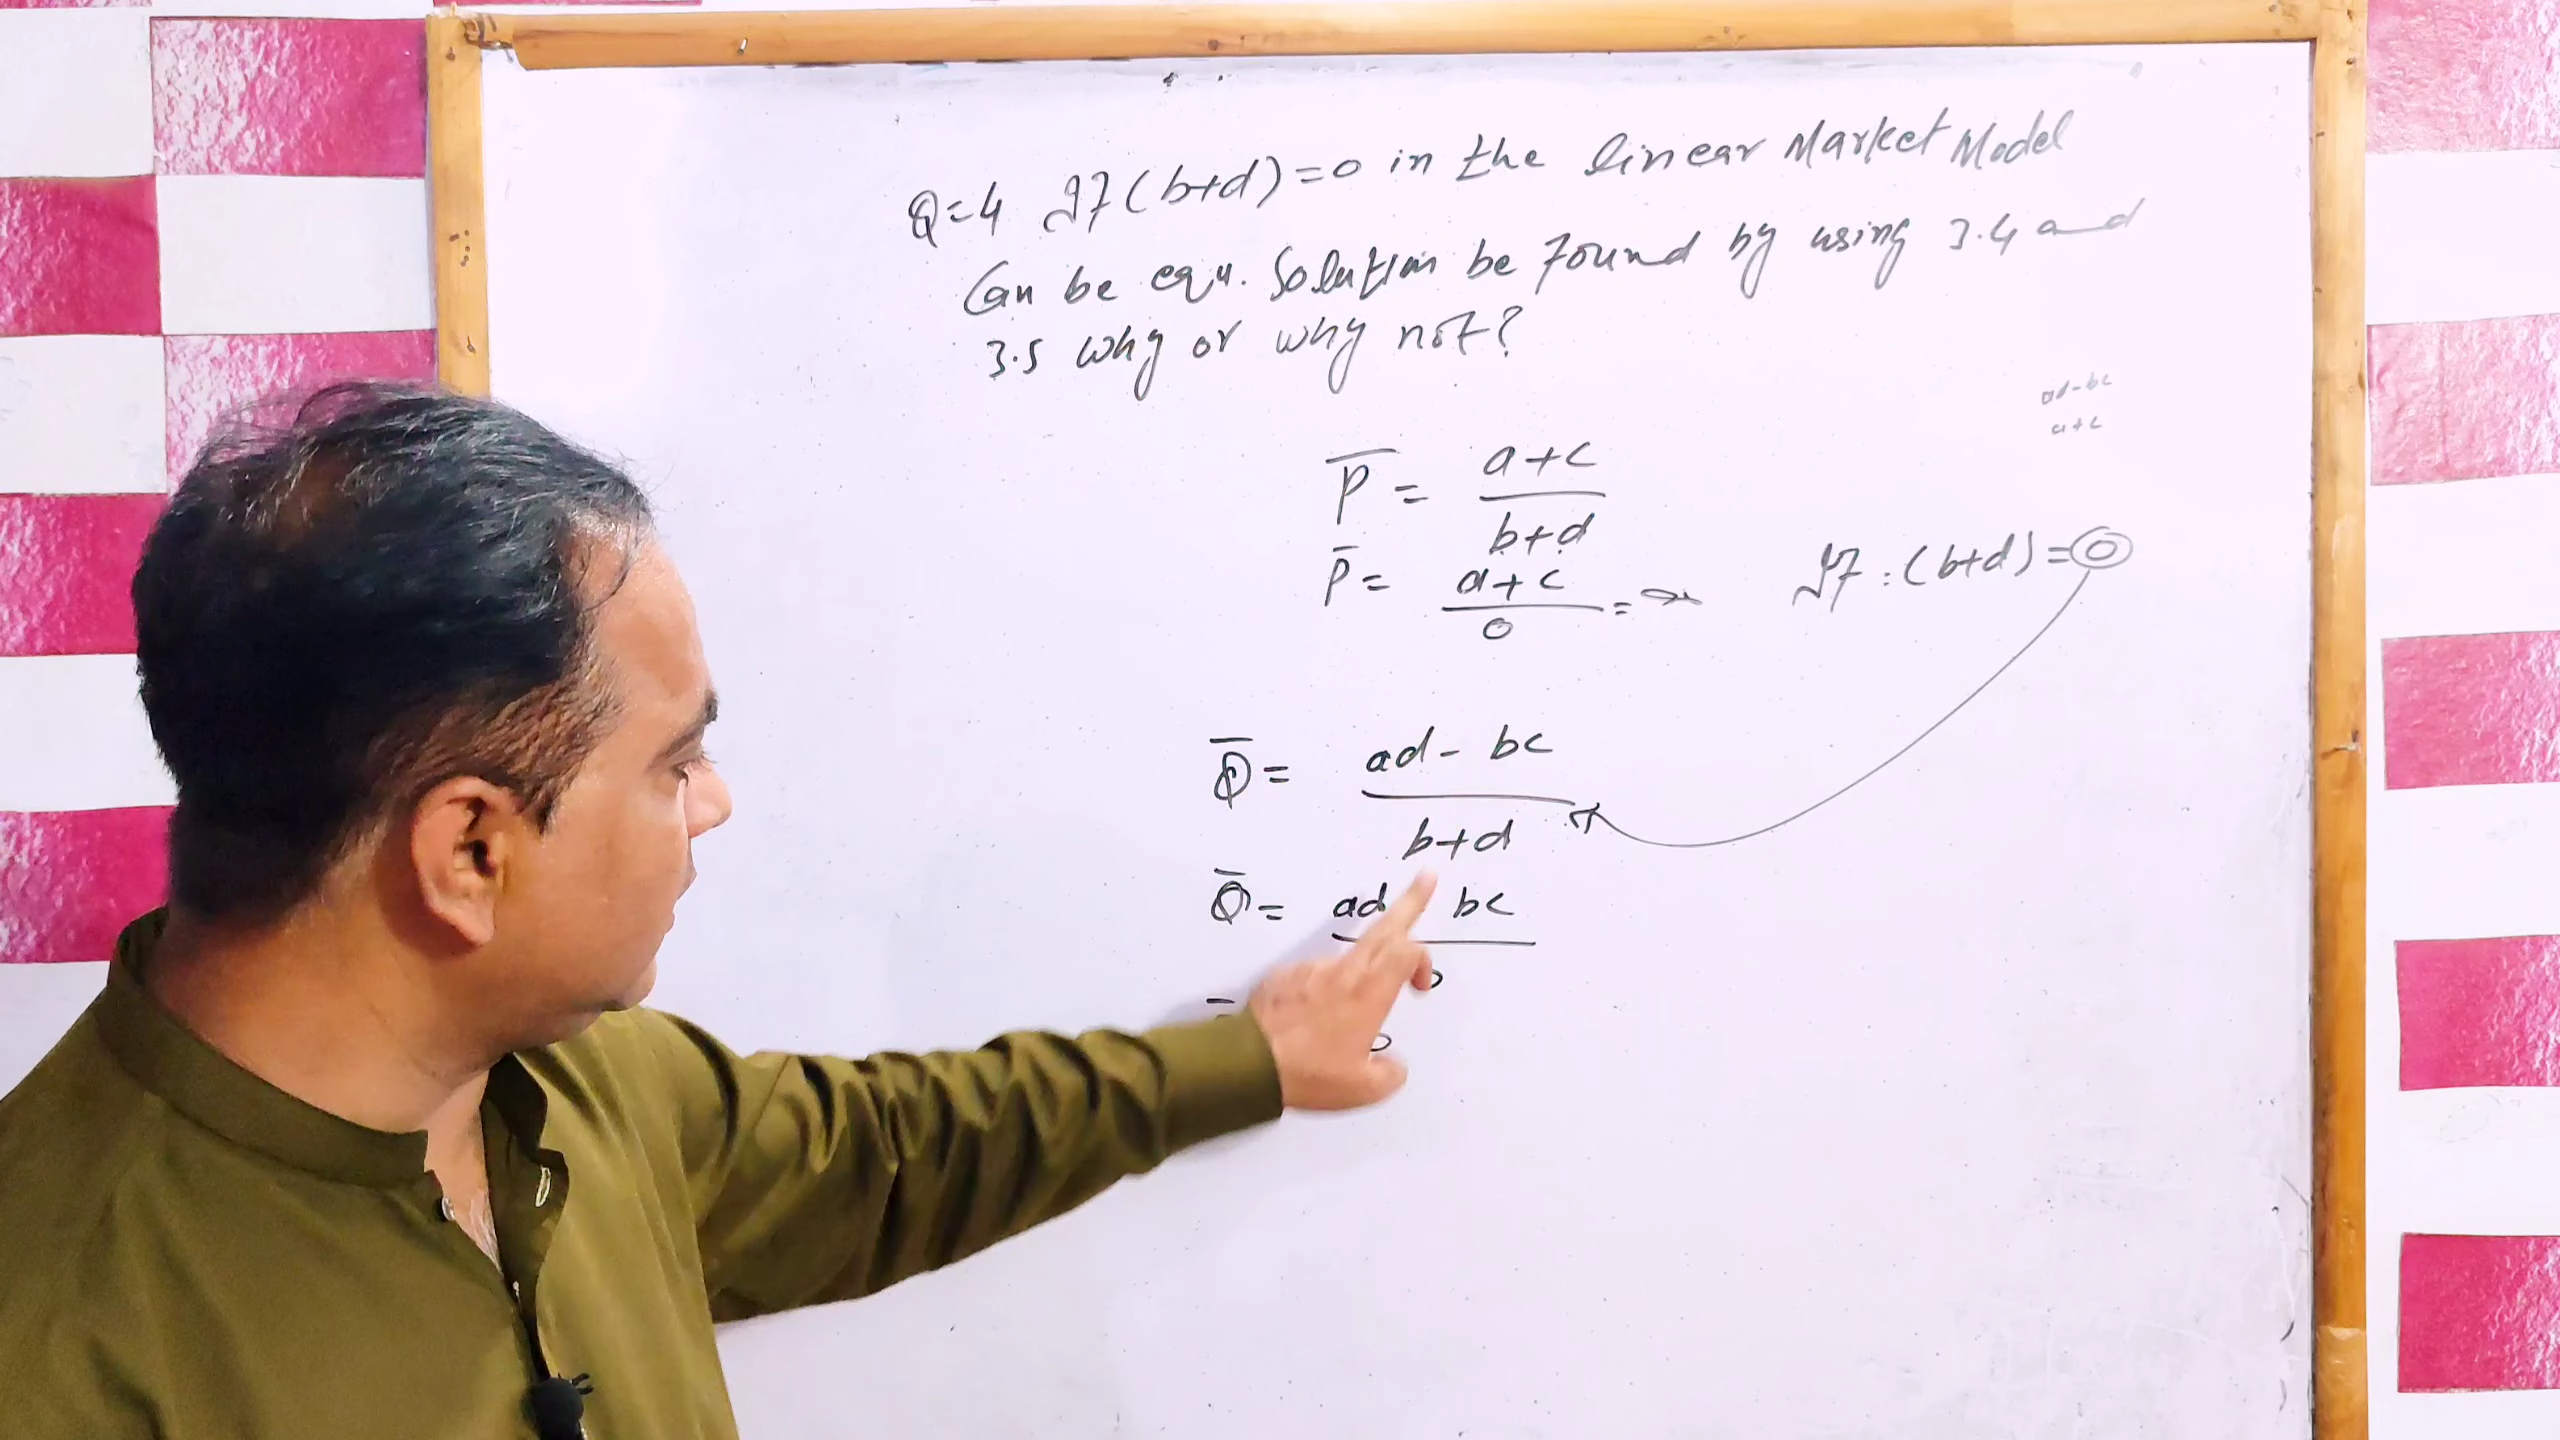 Q=4 If (b+d)=0 in the linear Market Model
Can be equ. Solution be found by using 3.4 and
3.5 why or why not?
ad-bc
a+c
P̄ = a+c
b+d
P̄ = a+c = ∞
0
If : (b+d)=0
Q̄ = ad - bc
b+d
Q̄ = ad bc